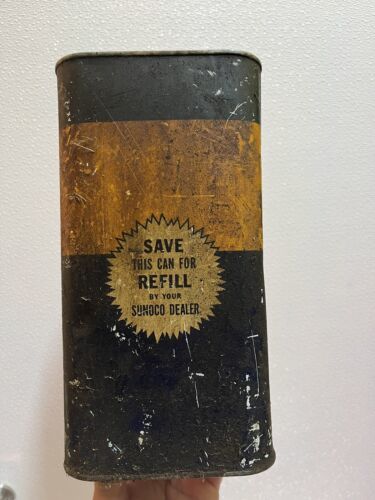 SAVE
THIS CAN FOR
REFILL
BY YOUR
SUNOCO DEALER